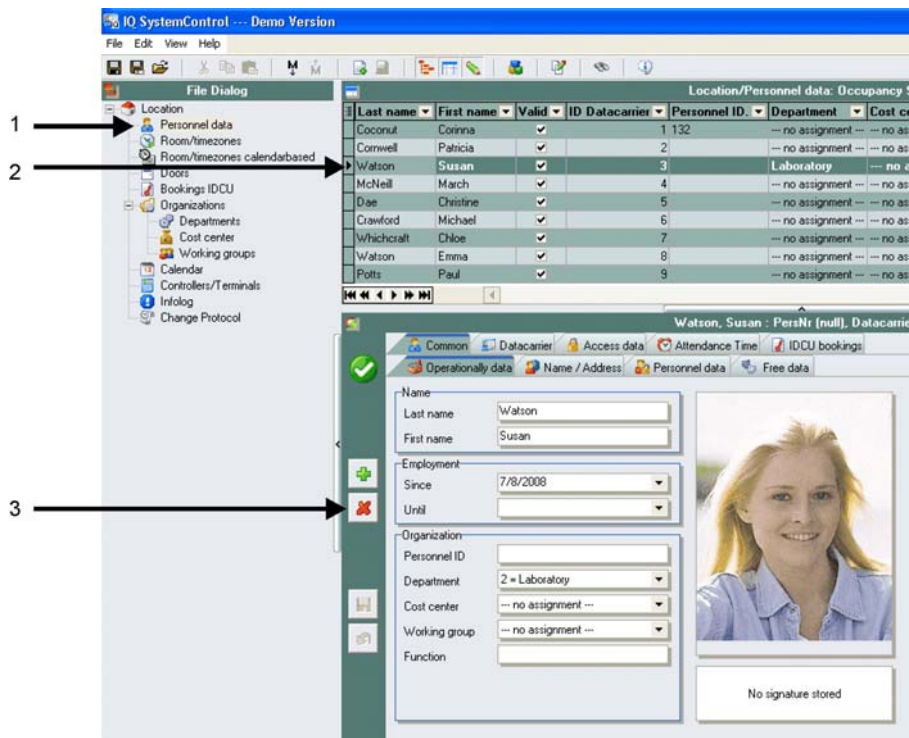 IQ SystemControl --- Demo Version
File Edit View Help
File Dialog
Location
1
Personnel data
Room/timezones
Room/timezones calendarbased
Doors
Bookings IDCU
Organizations
Departments
Cost center
Working groups
Calendar
Controllers/Terminals
Infolog
Change Protocol
Location/Personnel data: Occupancy S
Last name First name Valid ID Datacarrier Personnel ID. Department Cost ce
Coconut Corinna 1 132 --- no assignment --- --- no as
Cornwell Patricia 2 --- no assignment --- --- no as
2
Watson Susan 3 Laboratory --- no a
McNeill March 4 --- no assignment --- --- no as
Dae Christine 5 --- no assignment --- --- no as
Crawford Michael 6 --- no assignment --- --- no as
Whichcraft Chloe 7 --- no assignment --- --- no as
Watson Emma 8 --- no assignment --- --- no as
Potts Paul 9 --- no assignment --- --- no as
Watson, Susan : PersNr (null), Datacarrie
Common Datacarrier Access data Attendance Time IDCU bookings
Operationally data Name / Address Personnel data Free data
Name
Last name Watson
First name Susan
Employment
Since 7/8/2008
3
Until
Organization
Personnel ID
Department 2 = Laboratory
Cost center --- no assignment ---
Working group --- no assignment ---
Function
No signature stored